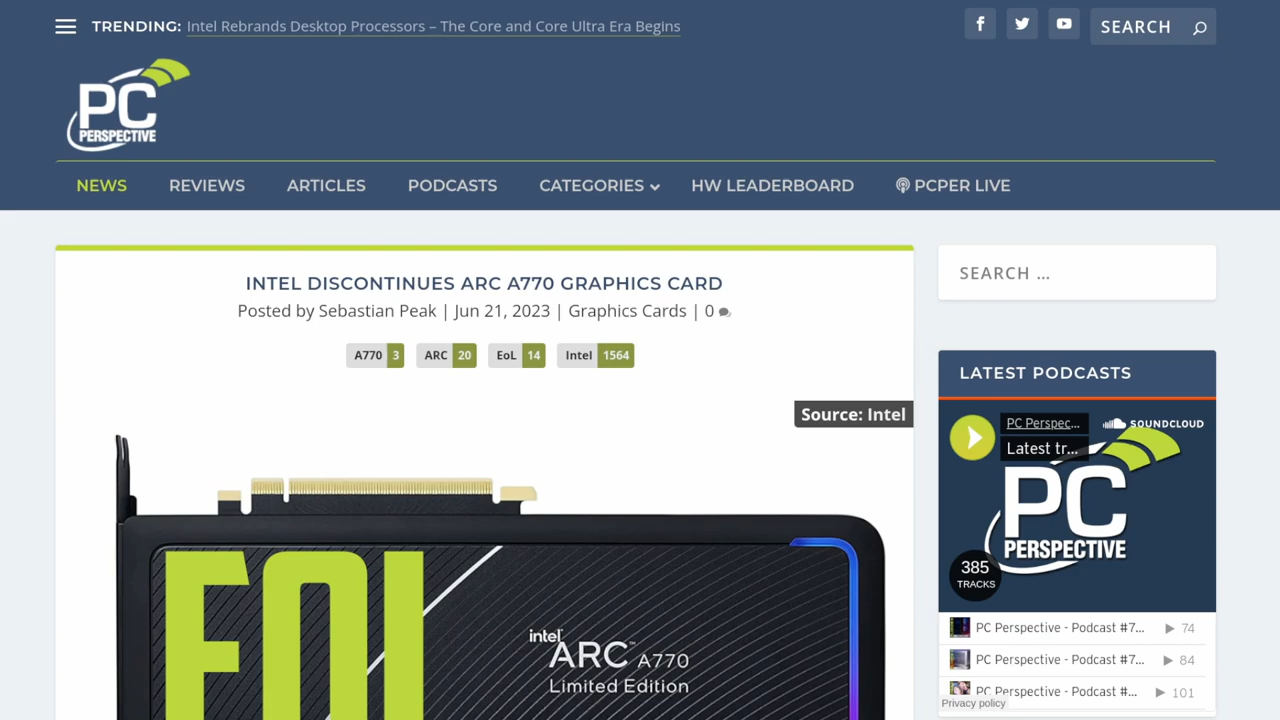 TRENDING: Intel Rebrands Desktop Processors – The Core and Core Ultra Era Begins
SEARCH
PC
PERSPECTIVE
NEWS REVIEWS ARTICLES PODCASTS CATEGORIES HW LEADERBOARD PCPER LIVE
INTEL DISCONTINUES ARC A770 GRAPHICS CARD
Posted by Sebastian Peak | Jun 21, 2023 | Graphics Cards | 0
A770 3 ARC 20 EoL 14 Intel 1564
Source: Intel
EOL
intel
ARC™ A770
Limited Edition
SEARCH …
LATEST PODCASTS
PC Perspec...
SOUNDCLOUD
Latest tr...
PC
PERSPECTIVE
385
TRACKS
PC Perspective - Podcast #7... 74
PC Perspective - Podcast #7... 84
PC Perspective - Podcast #... 101
Privacy policy